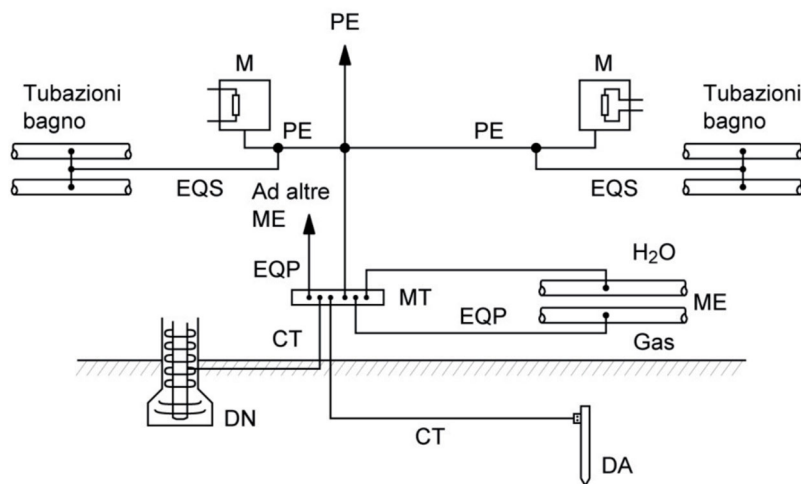 PE
M
M
Tubazioni
bagno
Tubazioni
bagno
PE
PE
EQS
EQS
Ad altre
ME
H₂O
EQP
MT
ME
EQP
Gas
CT
DN
CT
DA